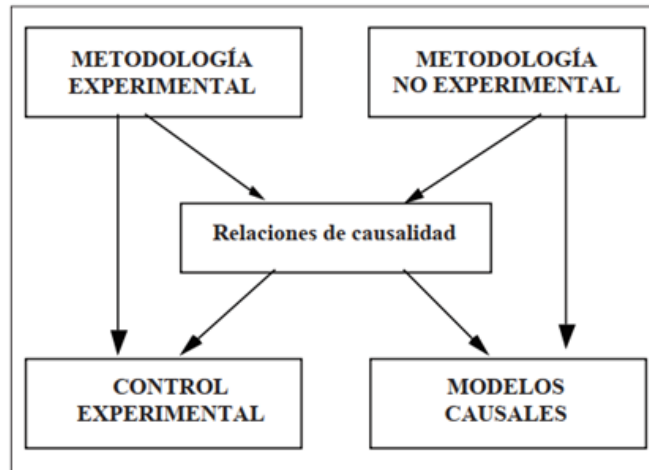 METODOLOGÍA
EXPERIMENTAL
METODOLOGÍA
NO EXPERIMENTAL
Relaciones de causalidad
CONTROL
EXPERIMENTAL
MODELOS
CAUSALES